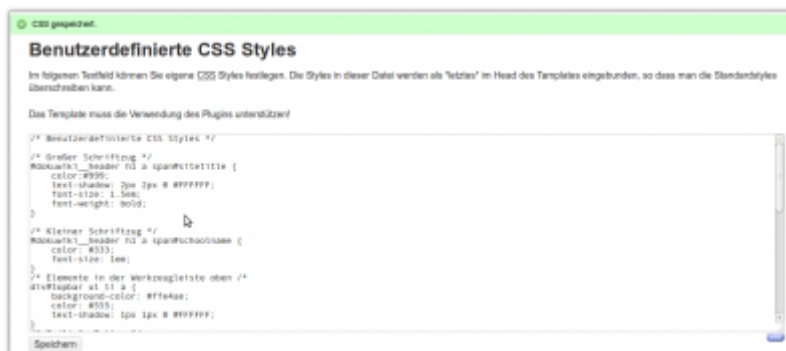 CSS gespeichert.
Benutzerdefinierte CSS Styles
Im folgenen Textfeld können Sie eigene CSS Styles festlegen. Die Styles in dieser Datei werden als "letztes" im Head des Templates eingebunden, so dass man die Standardstyles
überschreiben kann.
Das Template muss die Verwendung des Plugins unterstützen!
/* Benutzerdefinierte CSS Styles */
/* Großer Schriftzug */
#dokuwiki__header h1 a span#sitetitle {
color:#999;
text-shadow: 2px 2px 0 #FFFFFF;
font-size: 1.5em;
font-weight: bold;
}
/* Kleiner Schriftzug */
#dokuwiki__header h1 a span#schoolname {
color: #333;
font-size: 1em;
}
/* Elemente in der Werkzeugleiste oben /*
div#topbar ul li a {
background-color: #ffe4ae;
color: #555;
text-shadow: 1px 1px 0 #FFFFFF;
}
Speichern